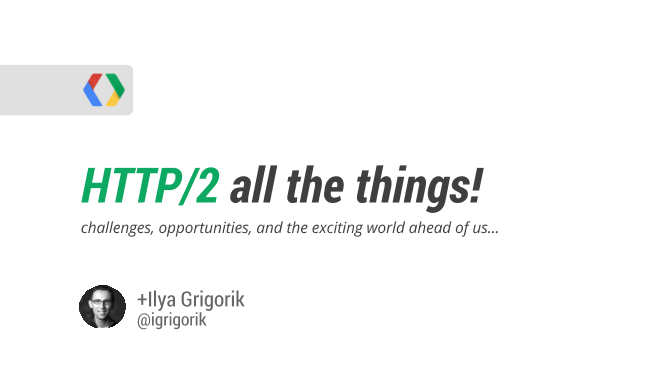 HTTP/2 all the things!
challenges, opportunities, and the exciting world ahead of us...
+Ilya Grigorik
@igrigorik